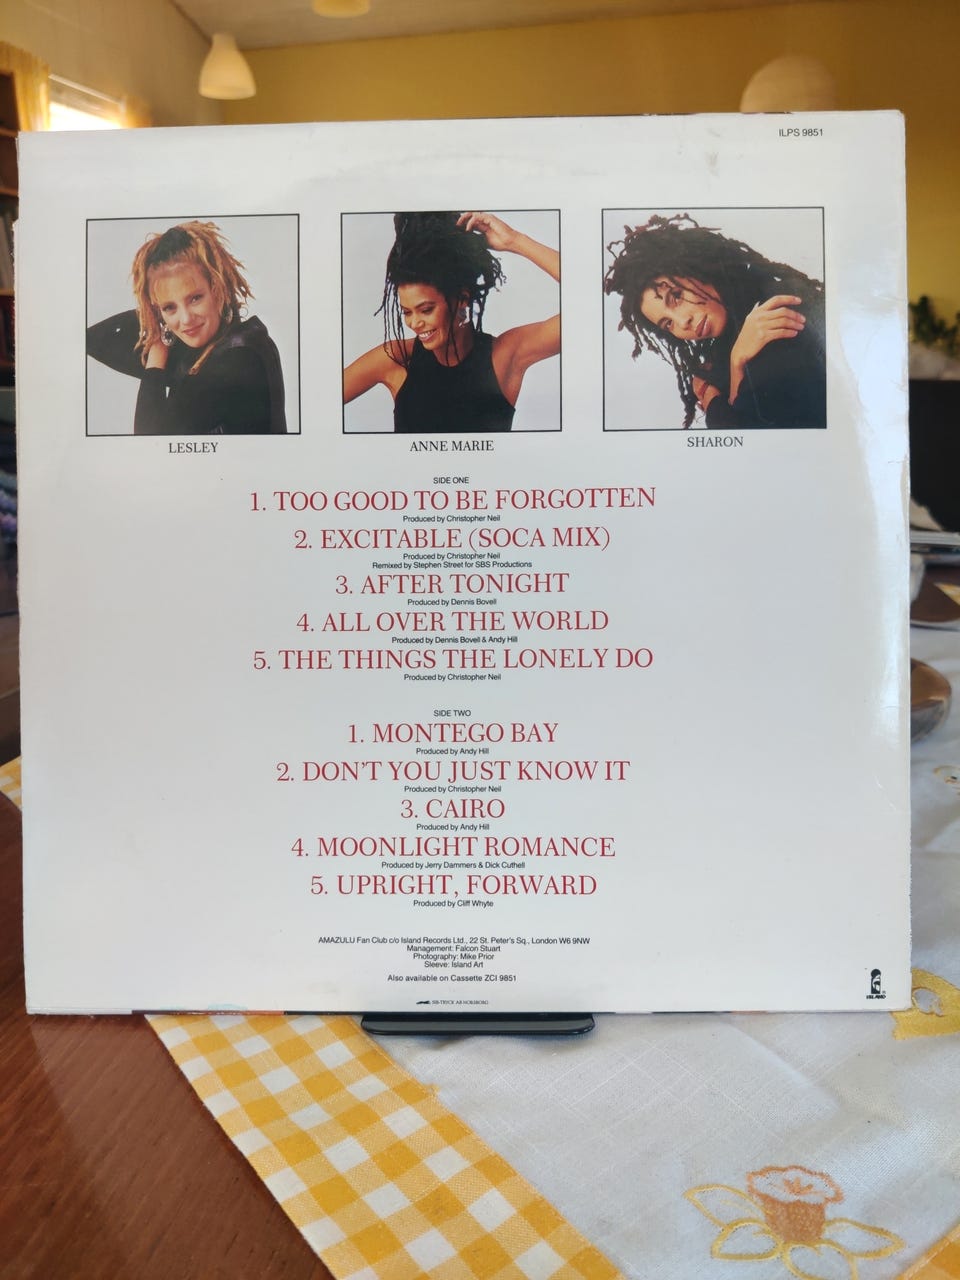 ILPS 9851
LESLEY
ANNE MARIE
SHARON
SIDE ONE
1. TOO GOOD TO BE FORGOTTEN
Produced by Christopher Neil
2. EXCITABLE (SOCA MIX)
Produced by Christopher Neil
Remixed by Stephen Street for SBS Productions
3. AFTER TONIGHT
Produced by Dennis Bovell
4. ALL OVER THE WORLD
Produced by Dennis Bovell & Andy Hill
5. THE THINGS THE LONELY DO
Produced by Christopher Neil
SIDE TWO
1. MONTEGO BAY
Produced by Andy Hill
2. DON'T YOU JUST KNOW IT
Produced by Christopher Neil
3. CAIRO
Produced by Andy Hill
4. MOONLIGHT ROMANCE
Produced by Jerry Dammers & Dick Cuthell
5. UPRIGHT, FORWARD
Produced by Cliff Whyte
AMAZULU Fan Club c/o Island Records Ltd., 22 St. Peter's Sq., London W6 9NW
Management: Falcon Stuart
Photography: Mike Prior
Sleeve: Island Art
Also available on Cassette ZCI 9851
SIB-TRYCK AB NORSBORG
ISLAND